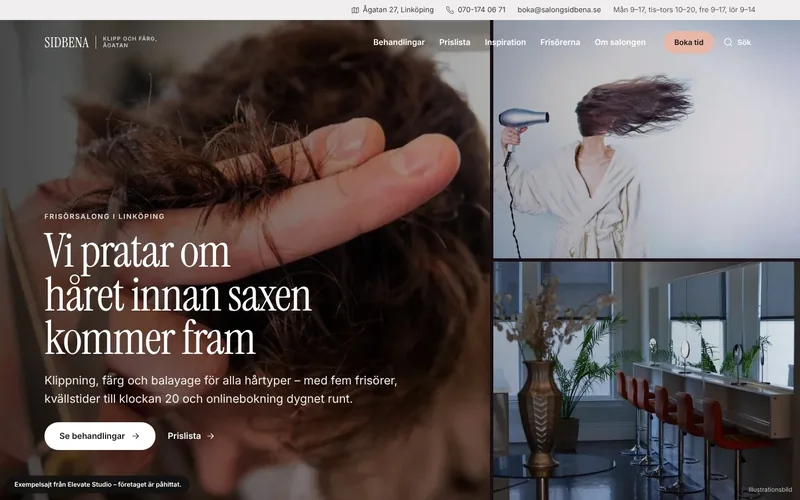 Ågatan 27, Linköping 070-174 06 71 boka@salongsidbena.se Mån 9–17, tis–tors 10–20, fre 9–17, lör 9–14
SIDBENA
KLIPP OCH FÄRG,
ÅGATAN
Behandlingar Prislista Inspiration Frisörerna Om salongen Boka tid Sök
FRISÖRSALONG I LINKÖPING
Vi pratar om
håret innan saxen
kommer fram
Klippning, färg och balayage för alla hårtyper – med fem frisörer,
kvällstider till klockan 20 och onlinebokning dygnet runt.
Se behandlingar → Prislista →
Exempelsajt från Elevate Studio – företaget är påhittat.
Illustrationsbild